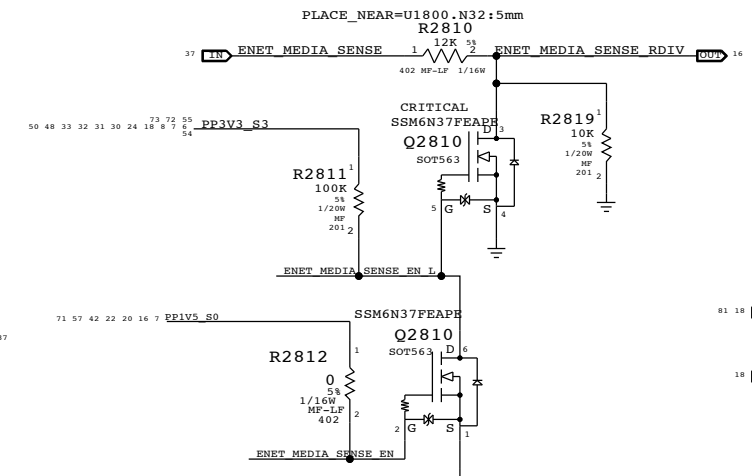 PLACE_NEAR=U1800.N32:5mm
R2810
12K 5%
37 IN ENET_MEDIA_SENSE 1 2 ENET_MEDIA_SENSE_RDIV OUT 16
402 MF-LF 1/16W
CRITICAL
SSM6N37FEAPE
D 3
Q2810
SOT563
5 G S 4
R2819 1
10K
5%
1/20W
MF
201 2
73 72 55
50 48 33 32 31 30 24 18 8 7 6 PP3V3_S3
54
R2811 1
100K
5%
1/20W
MF
201 2
ENET_MEDIA_SENSE_EN_L
71 57 42 22 20 16 7 PP1V5_S0
SSM6N37FEAPE
Q2810
SOT563 D 6
R2812 1
0
5%
1/16W
MF-LF 2
402
2 G S 1
ENET_MEDIA_SENSE_EN
81 18
18